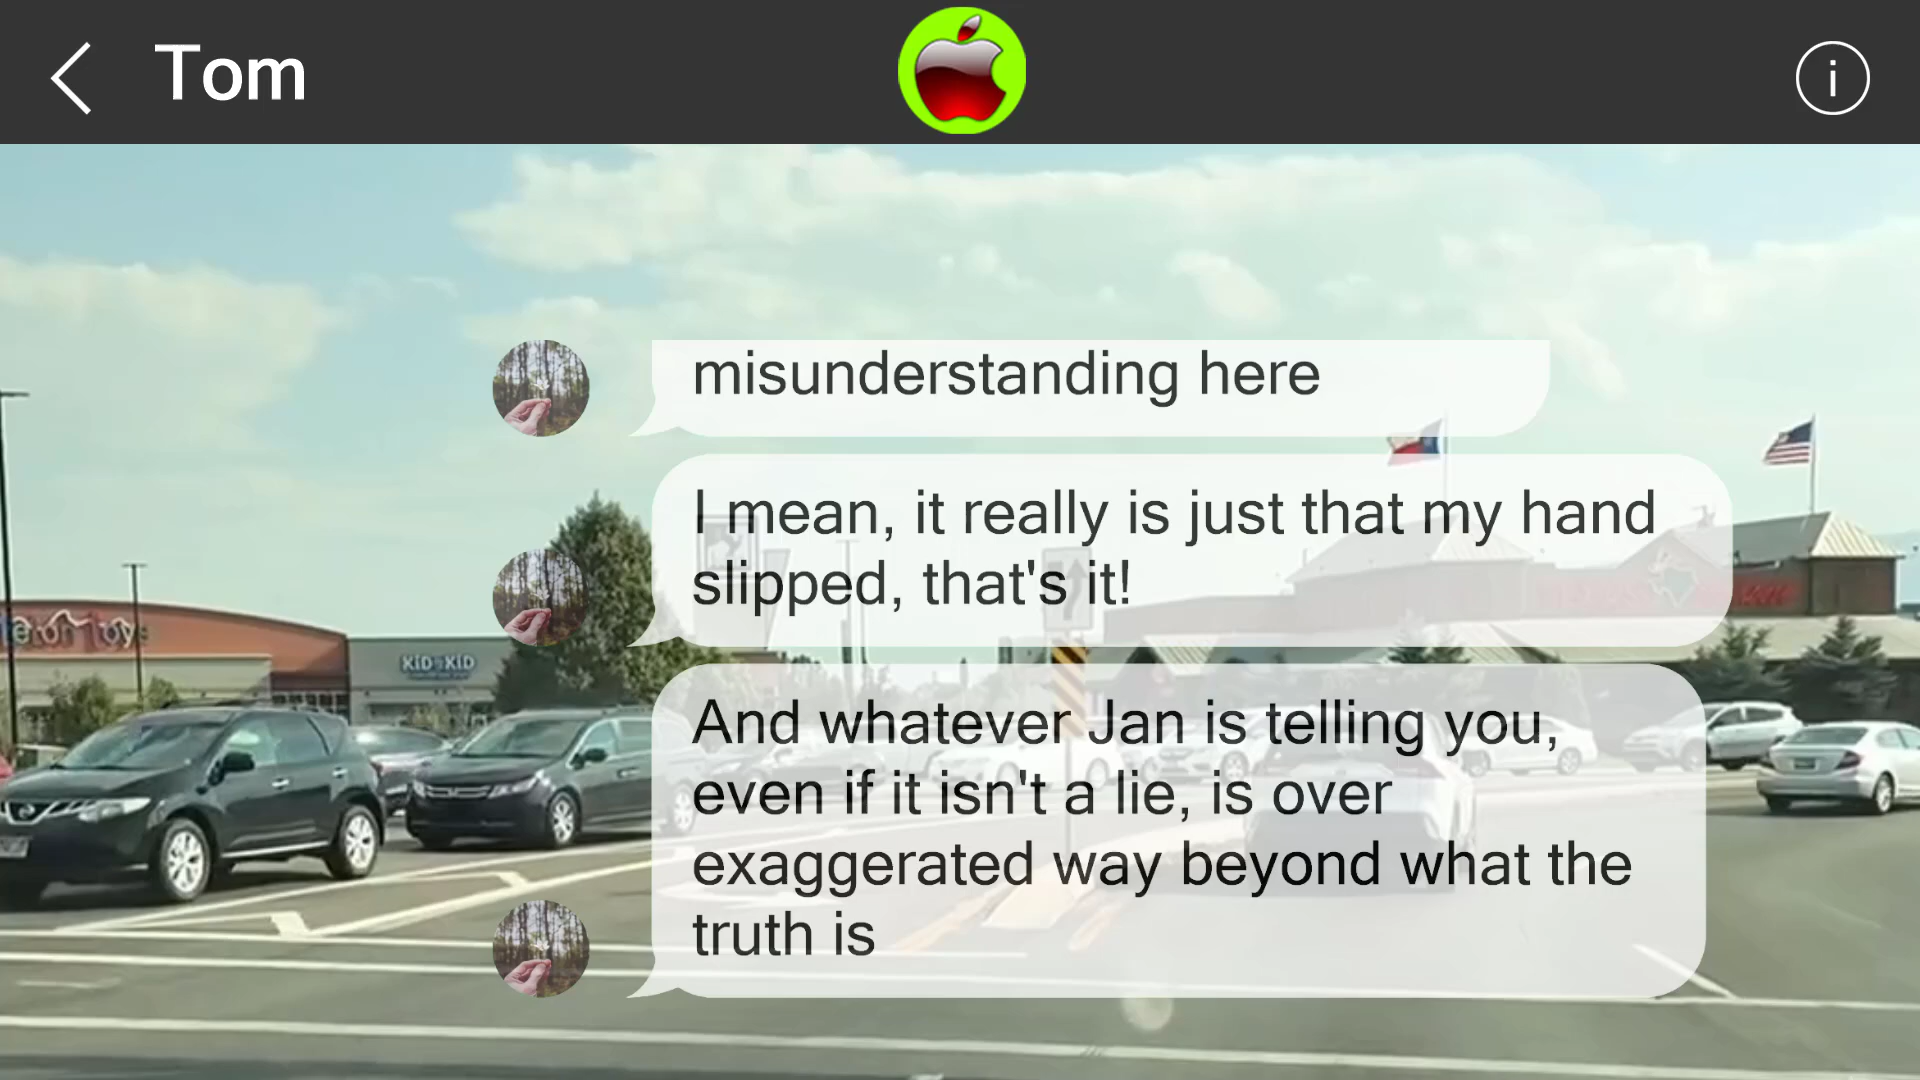 Tom
i
misunderstanding here
I mean, it really is just that my hand
slipped, that's it!
And whatever Jan is telling you,
even if it isn't a lie, is over
exaggerated way beyond what the
truth is
KID KID